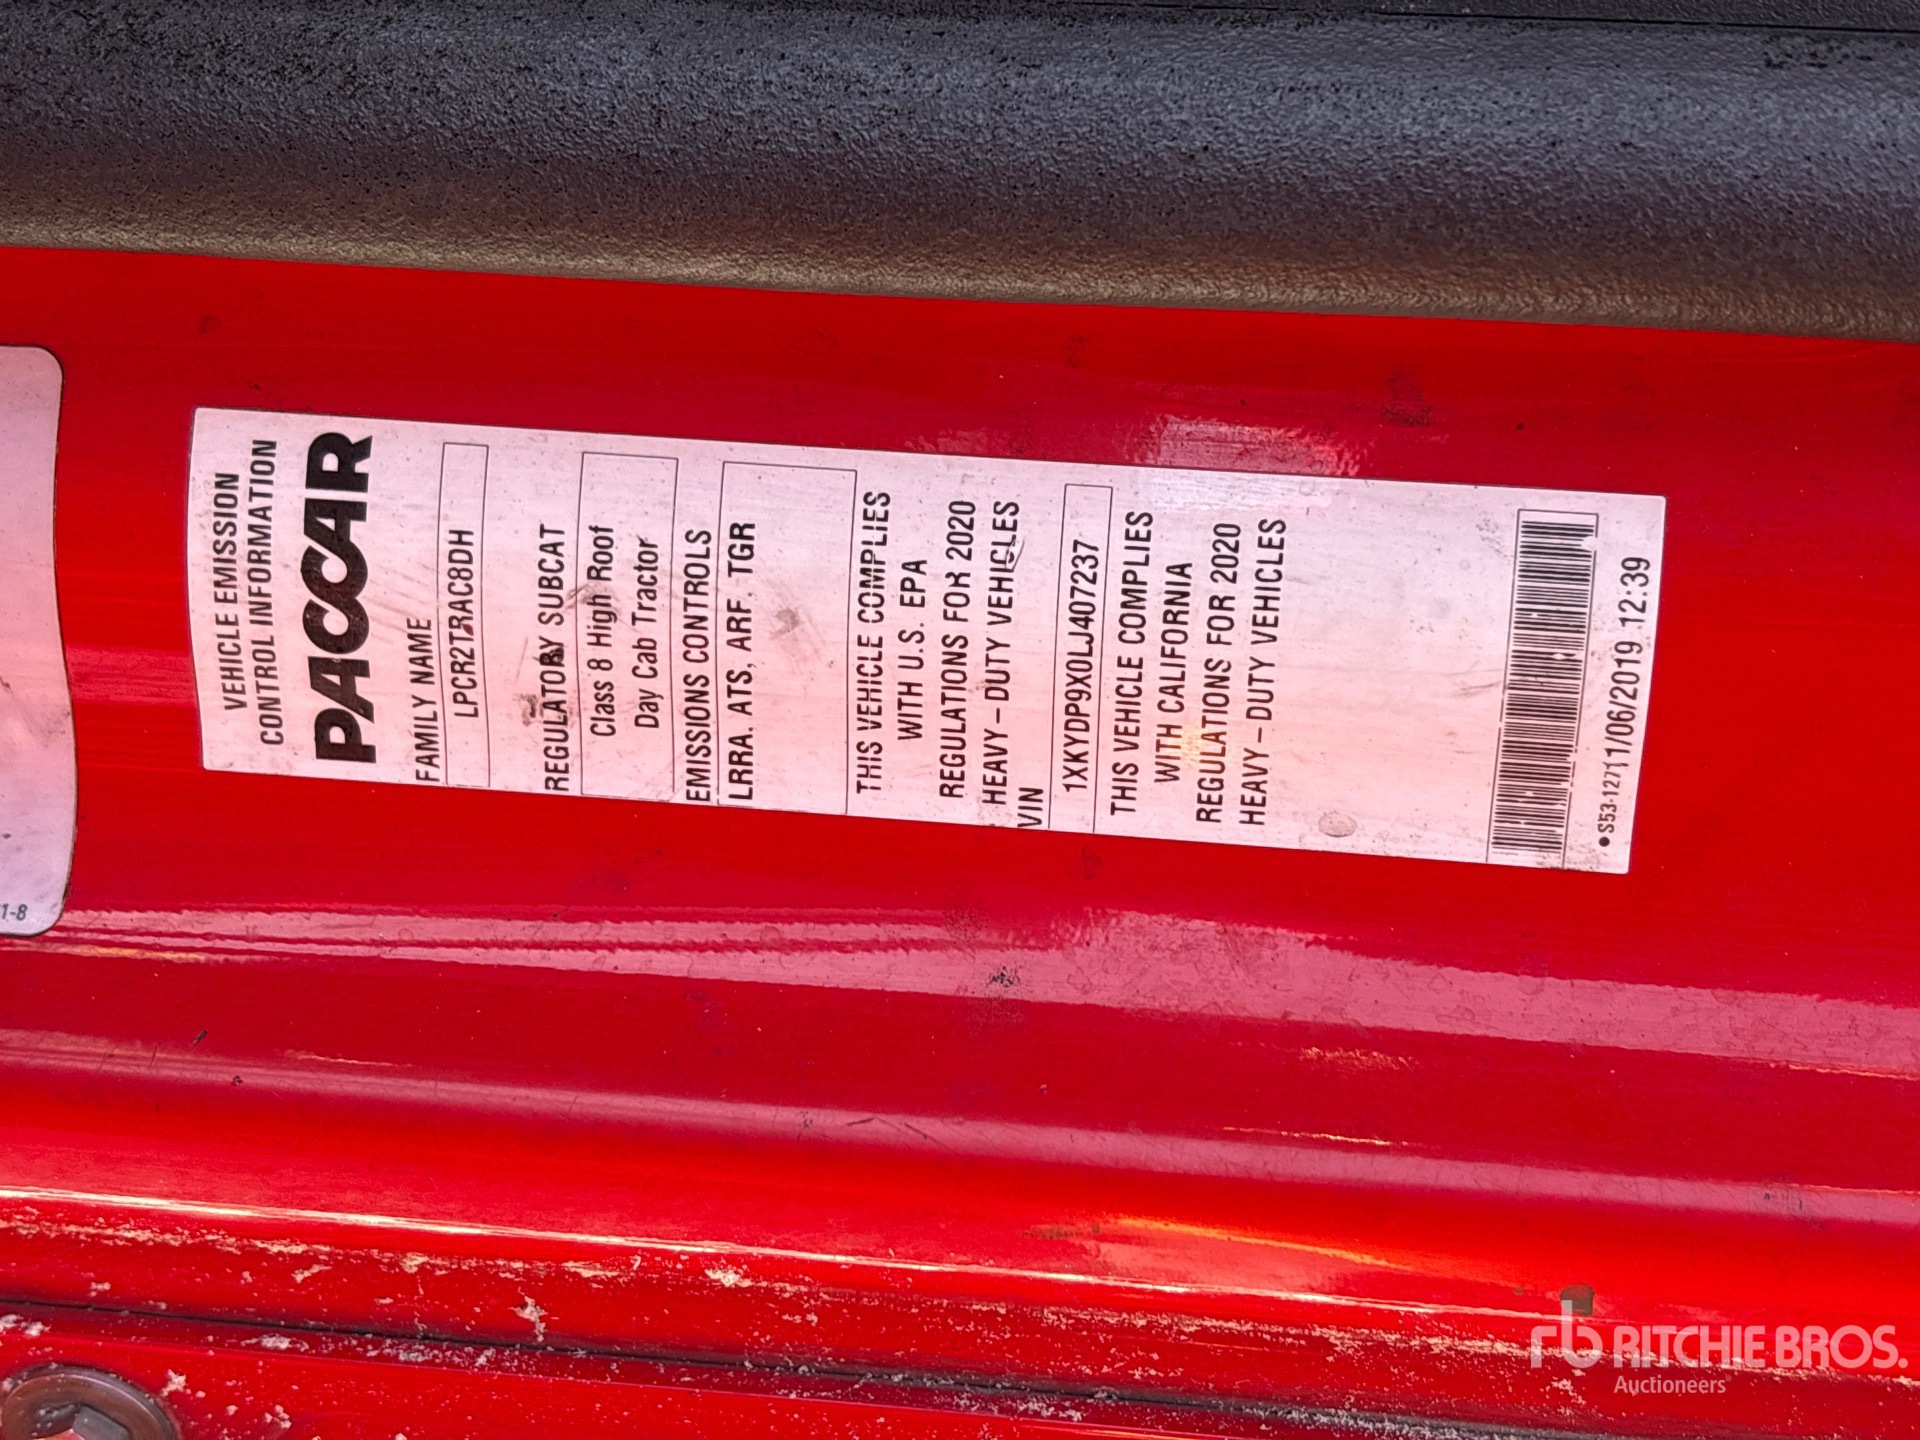 VEHICLE EMISSION
CONTROL INFORMATION
PACCAR
FAMILY NAME
LPCR2TRAC8DH
REGULATORY SUBCAT
Class 8 High Roof
Day Cab Tractor
EMISSIONS CONTROLS
LRRA, ATS, ARF, TGR
THIS VEHICLE COMPLIES
WITH U.S. EPA
REGULATIONS FOR 2020
HEAVY-DUTY VEHICLES
VIN
1XKYDP9X0LJ407237
THIS VEHICLE COMPLIES
WITH CALIFORNIA
REGULATIONS FOR 2020
HEAVY-DUTY VEHICLES
•S53-1271 11/06/2019 12:39
1-8
rb RITCHIE BROS.
Auctioneers